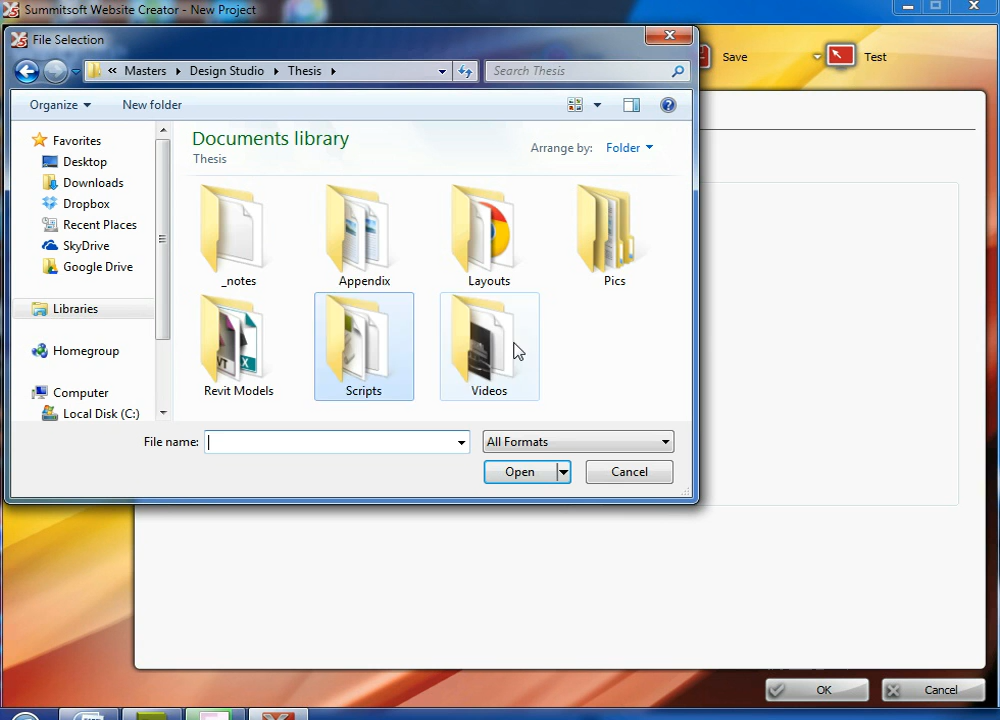 Summitsoft Website Creator - New Project
File Selection
Save
Test
« Masters Design Studio Thesis
Search Thesis
Organize
New folder
Favorites
Desktop
Downloads
Dropbox
Recent Places
SkyDrive
Google Drive
Libraries
Homegroup
Computer
Local Disk (C:)
Documents library
Thesis
Arrange by: Folder
_notes
Appendix
Layouts
Pics
Revit Models
Scripts
Videos
File name:
All Formats
Open
Cancel
OK
Cancel